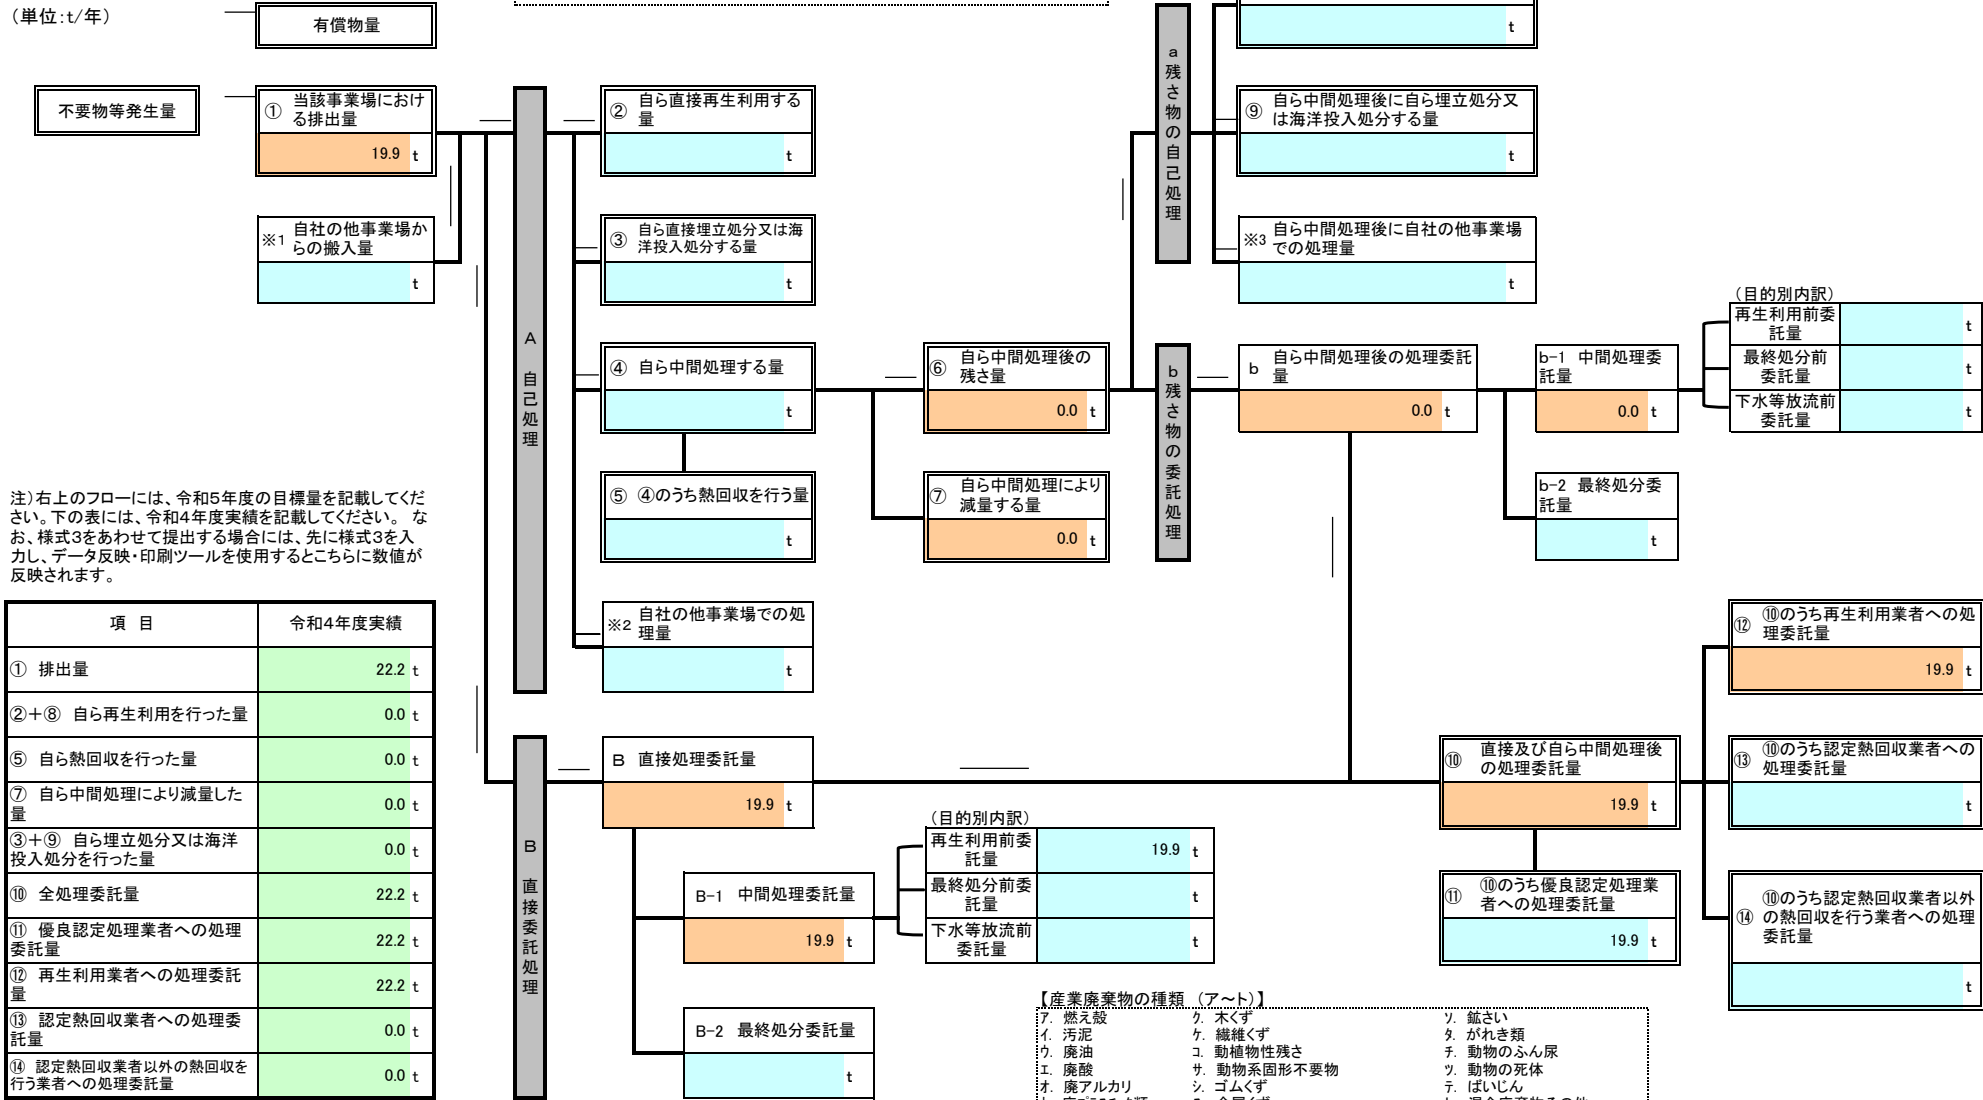 （単位:t/年）
有償物量
t
不要物等発生量
① 当該事業場におけ
る排出量
19.9 t
※1 自社の他事業場か
らの搬入量
t
A 自己処理
② 自ら直接再生利用する
量
t
③ 自ら直接埋立処分又は海
洋投入処分する量
t
④ 自ら中間処理する量
t
⑤ ④のうち熱回収を行う量
t
※2 自社の他事業場での処
理量
t
⑥ 自ら中間処理後の
残さ量
0.0 t
⑦ 自ら中間処理により
減量する量
0.0 t
a 残さ物の自己処理
⑨ 自ら中間処理後に自ら埋立処分又
は海洋投入処分する量
t
※3 自ら中間処理後に自社の他事業場
での処理量
t
b 残さ物の委託処理
b 自ら中間処理後の処理委託
量
0.0 t
b-1 中間処理委
託量
0.0 t
b-2 最終処分委
託量
t
（目的別内訳）
再生利用前委
託量
t
最終処分前
委託量
t
下水等放流前
委託量
t
注）右上のフローには、令和5年度の目標量を記載してくだ
さい。下の表には、令和4年度実績を記載してください。 な
お、様式3をあわせて提出する場合には、先に様式3を入
力し、データ反映・印刷ツールを使用するとこちらに数値が
反映されます。
項 目 令和4年度実績
① 排出量 22.2 t
②＋⑧ 自ら再生利用を行った量 0.0 t
⑤ 自ら熱回収を行った量 0.0 t
⑦ 自ら中間処理により減量した
量 0.0 t
③＋⑨ 自ら埋立処分又は海洋
投入処分を行った量 0.0 t
⑩ 全処理委託量 22.2 t
⑪ 優良認定処理業者への処理
委託量 22.2 t
⑫ 再生利用業者への処理委託
量 22.2 t
⑬ 認定熱回収業者への処理委
託量 0.0 t
⑭ 認定熱回収業者以外の熱回収を
行う業者への処理委託量 0.0 t
B 直接委託処理
B 直接処理委託量
19.9 t
B-1 中間処理委託量
19.9 t
B-2 最終処分委託量
t
（目的別内訳）
再生利用前委
託量
19.9 t
最終処分前委
託量
t
下水等放流前
委託量
t
⑩ 直接及び自ら中間処理後
の処理委託量
19.9 t
⑪ ⑩のうち優良認定処理業
者への処理委託量
19.9 t
⑫ ⑩のうち再生利用業者への処
理委託量
19.9 t
⑬ ⑩のうち認定熱回収業者への
処理委託量
t
⑭ ⑩のうち認定熱回収業者以外
の熱回収を行う業者への処理
委託量
t
【産業廃棄物の種類 （ア～ト）】
ア. 燃え殻 ク. 木くず ソ. 鉱さい
イ. 汚泥 ケ. 繊維くず タ. がれき類
ウ. 廃油 コ. 動植物性残さ チ. 動物のふん尿
エ. 廃酸 サ. 動物系固形不要物 ツ. 動物の死体
オ. 廃アルカリ シ. ゴムくず テ. ばいじん